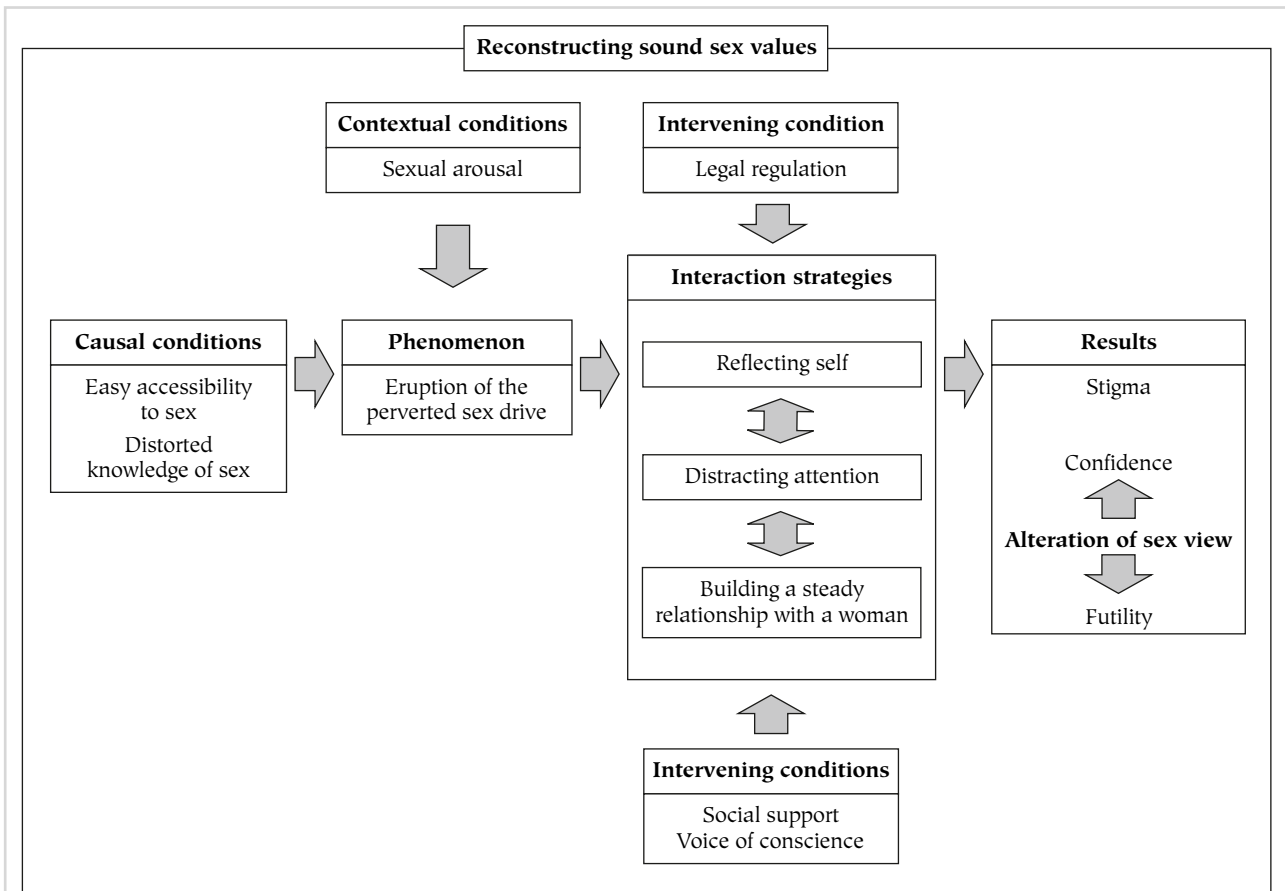 Reconstructing sound sex values
Contextual conditions
Sexual arousal
Intervening condition
Legal regulation
Causal conditions
Easy accessibility
to sex
Distorted
knowledge of sex
Phenomenon
Eruption of the
perverted sex drive
Interaction strategies
Reflecting self
Distracting attention
Building a steady
relationship with a woman
Results
Stigma
Confidence
Alteration of sex view
Futility
Intervening conditions
Social support
Voice of conscience